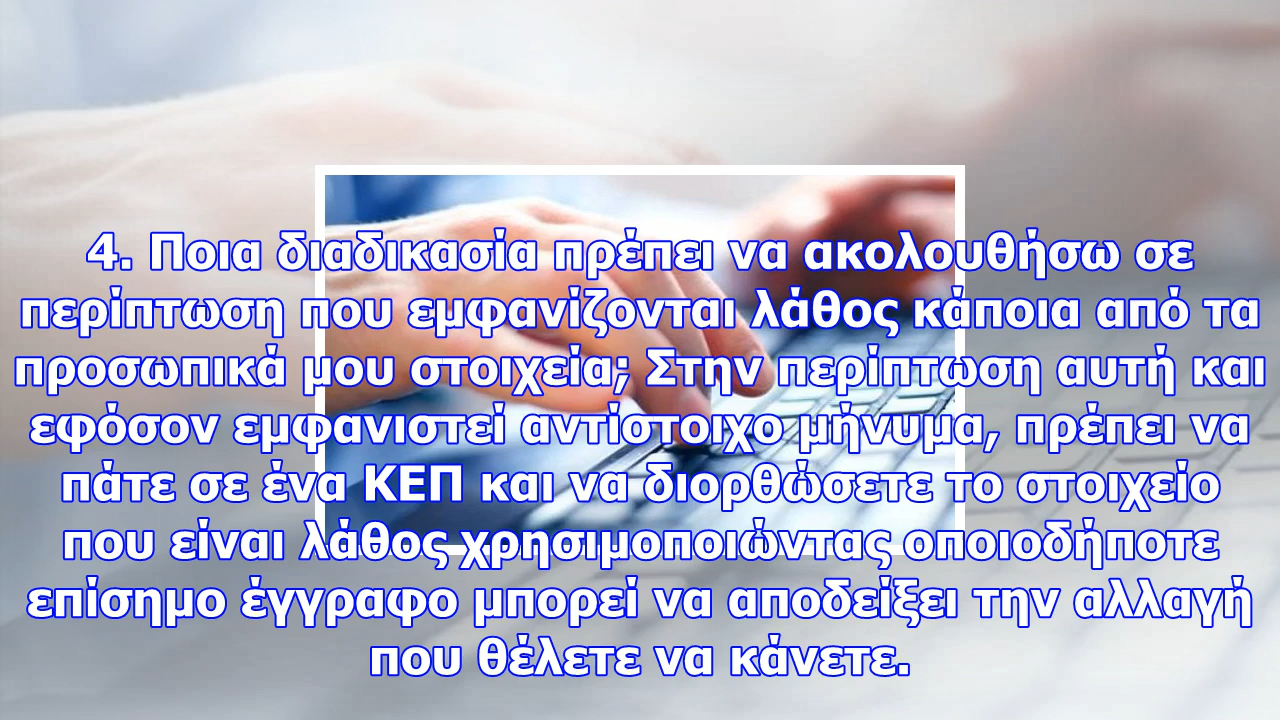 4. Ποια διαδικασία πρέπει να ακολουθήσω σε
περίπτωση που εμφανίζονται λάθος κάποια από τα
προσωπικά μου στοιχεία; Στην περίπτωση αυτή και
εφόσον εμφανιστεί αντίστοιχο μήνυμα, πρέπει να
πάτε σε ένα ΚΕΠ και να διορθώσετε το στοιχείο
που είναι λάθος χρησιμοποιώντας οποιοδήποτε
επίσημο έγγραφο μπορεί να αποδείξει την αλλαγή
που θέλετε να κάνετε.